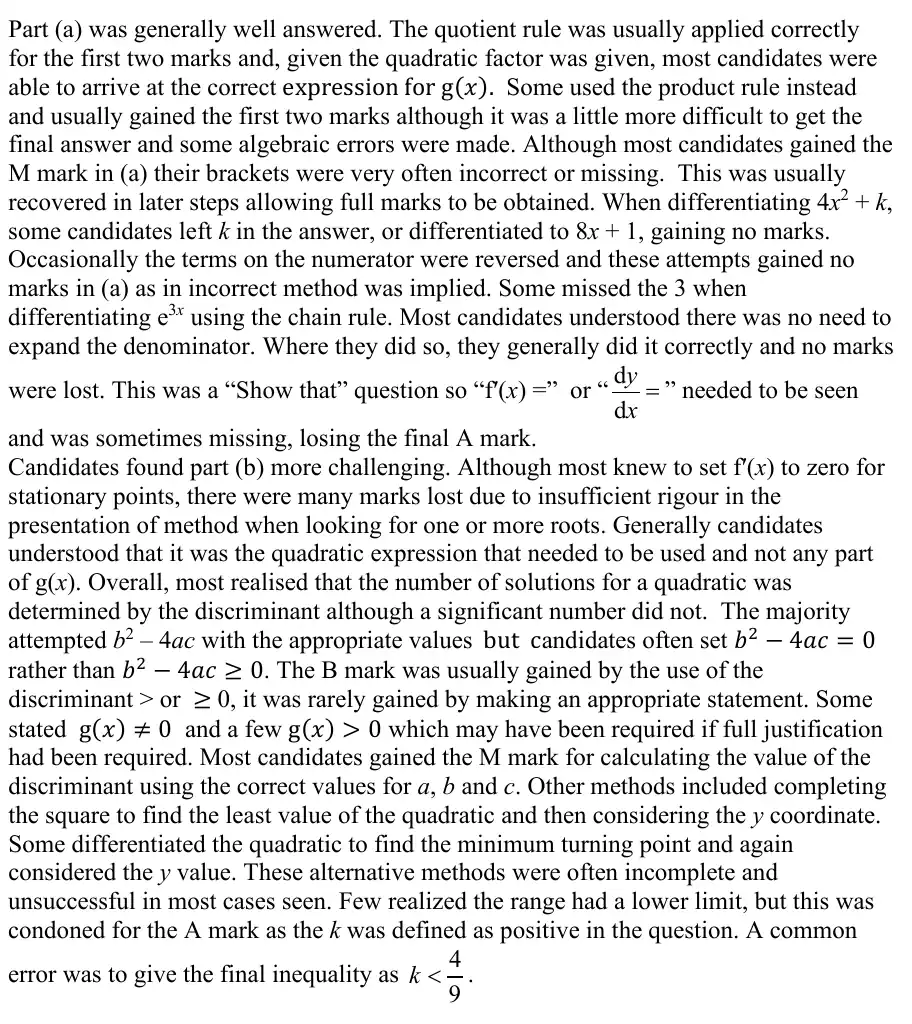 Part (a) was generally well answered. The quotient rule was usually applied correctly
for the first two marks and, given the quadratic factor was given, most candidates were
able to arrive at the correct expression for g(x). Some used the product rule instead
and usually gained the first two marks although it was a little more difficult to get the
final answer and some algebraic errors were made. Although most candidates gained the
M mark in (a) their brackets were very often incorrect or missing. This was usually
recovered in later steps allowing full marks to be obtained. When differentiating 4x² + k,
some candidates left k in the answer, or differentiated to 8x + 1, gaining no marks.
Occasionally the terms on the numerator were reversed and these attempts gained no
marks in (a) as in incorrect method was implied. Some missed the 3 when
differentiating e³ˣ using the chain rule. Most candidates understood there was no need to
expand the denominator. Where they did so, they generally did it correctly and no marks
were lost. This was a “Show that” question so “f'(x) =” or “dy/dx =” needed to be seen
and was sometimes missing, losing the final A mark.
Candidates found part (b) more challenging. Although most knew to set f'(x) to zero for
stationary points, there were many marks lost due to insufficient rigour in the
presentation of method when looking for one or more roots. Generally candidates
understood that it was the quadratic expression that needed to be used and not any part
of g(x). Overall, most realised that the number of solutions for a quadratic was
determined by the discriminant although a significant number did not. The majority
attempted b² – 4ac with the appropriate values but candidates often set b² − 4ac = 0
rather than b² − 4ac ≥ 0. The B mark was usually gained by the use of the
discriminant > or ≥ 0, it was rarely gained by making an appropriate statement. Some
stated g(x) ≠ 0 and a few g(x) > 0 which may have been required if full justification
had been required. Most candidates gained the M mark for calculating the value of the
discriminant using the correct values for a, b and c. Other methods included completing
the square to find the least value of the quadratic and then considering the y coordinate.
Some differentiated the quadratic to find the minimum turning point and again
considered the y value. These alternative methods were often incomplete and
unsuccessful in most cases seen. Few realized the range had a lower limit, but this was
condoned for the A mark as the k was defined as positive in the question. A common
error was to give the final inequality as k < 4/9.